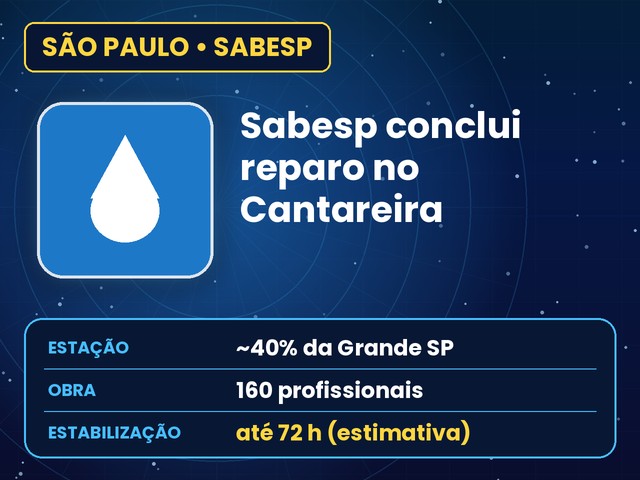 SÃO PAULO • SABESP
Sabesp conclui
reparo no
Cantareira
ESTAÇÃO ~40% da Grande SP
OBRA 160 profissionais
ESTABILIZAÇÃO até 72 h (estimativa)